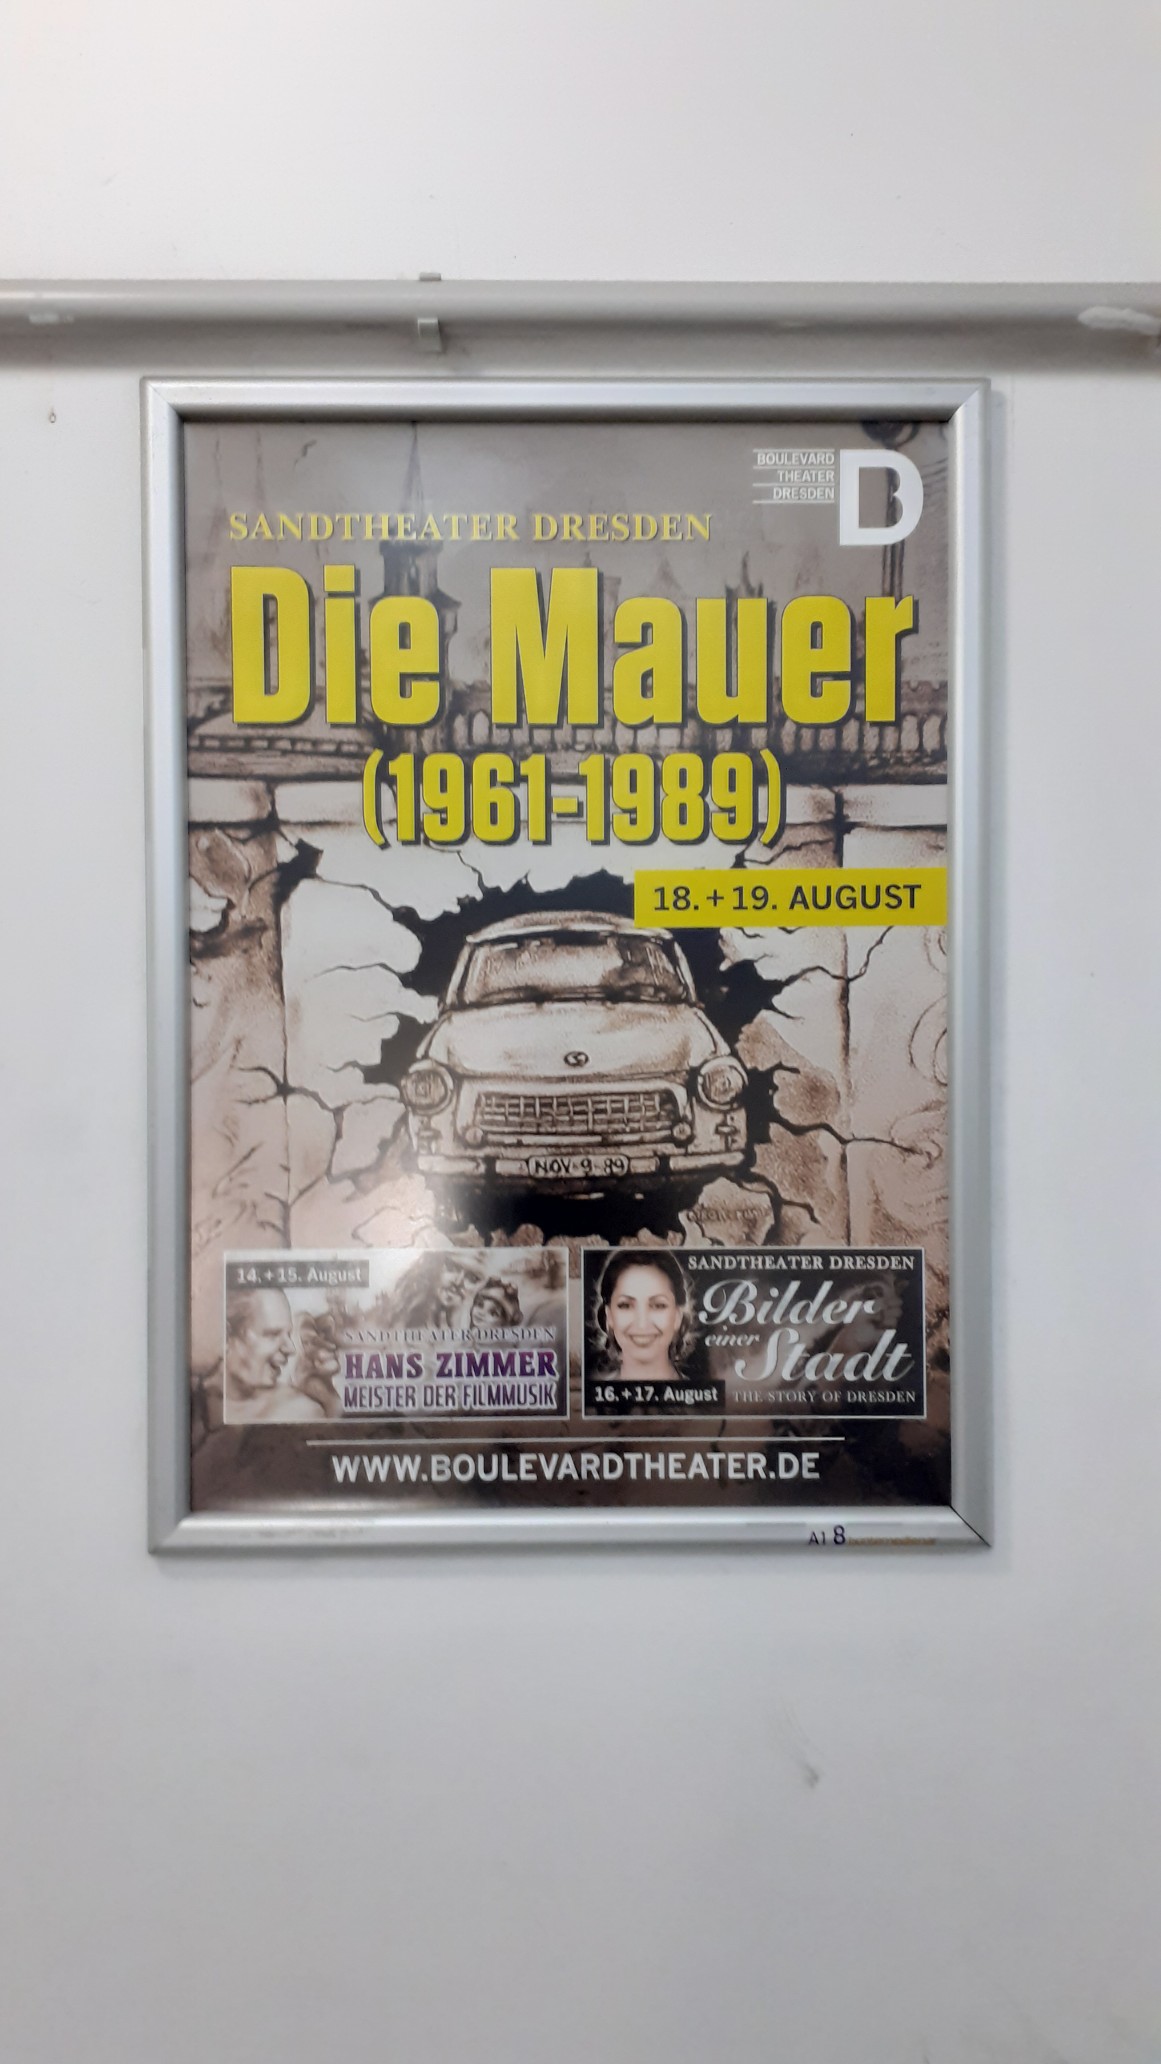 BOULEVARD
THEATER
DRESDEN
SANDTHEATER DRESDEN
Die Mauer
(1961-1989)
18. + 19. AUGUST
NOV-9-89
14. + 15. August
SANDTHEATER DRESDEN
HANS ZIMMER
MEISTER DER FILMMUSIK
SANDTHEATER DRESDEN
Bilder
einer
Stadt
16. + 17. August
THE STORY OF DRESDEN
WWW.BOULEVARDTHEATER.DE
A1 8